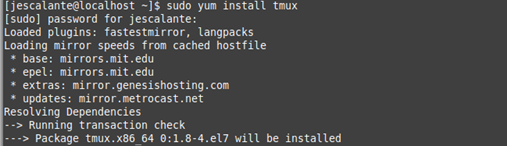 [jescalante@localhost ~]$ sudo yum install tmux
[sudo] password for jescalante:
Loaded plugins: fastestmirror, langpacks
Loading mirror speeds from cached hostfile
 * base: mirrors.mit.edu
 * epel: mirrors.mit.edu
 * extras: mirror.genesishosting.com
 * updates: mirror.metrocast.net
Resolving Dependencies
--> Running transaction check
---> Package tmux.x86_64 0:1.8-4.el7 will be installed